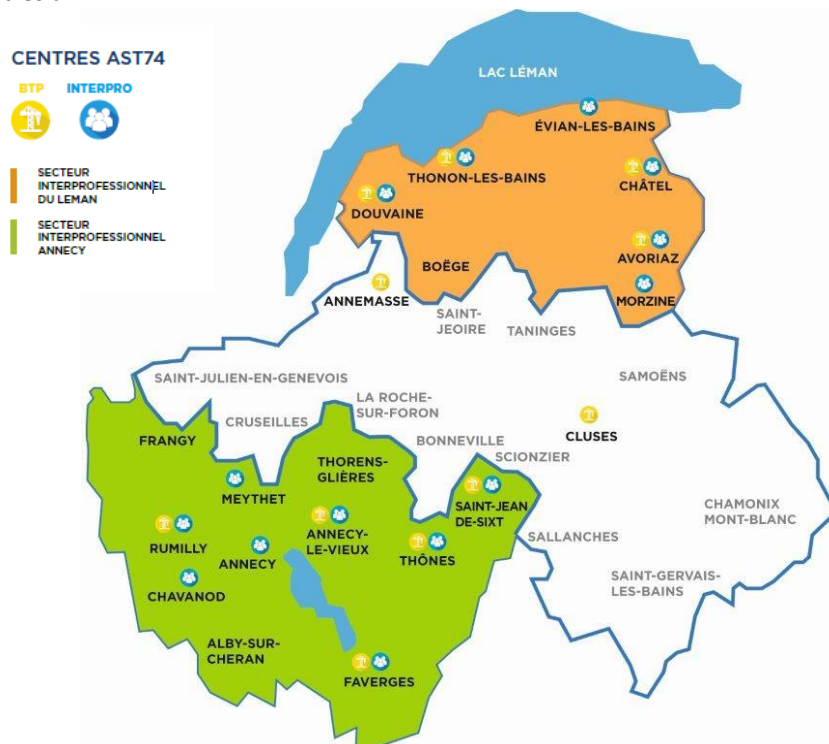 CENTRES AST74
BTP INTERPRO
SECTEUR
INTERPROFESSIONNEL
DU LEMAN
SECTEUR
INTERPROFESSIONNEL
ANNECY
LAC LÉMAN
ÉVIAN-LES-BAINS
THONON-LES-BAINS
CHÂTEL
DOUVAINE
AVORIAZ
BOËGE
MORZINE
ANNEMASSE
SAINT-
JEOIRE
TANINGES
SAINT-JULIEN-EN-GENEVOIS
SAMOËNS
LA ROCHE-
SUR-FORON
CRUSEILLES
CLUSES
FRANGY
BONNEVILLE
SCIONZIER
THORENS-
GLIÈRES
MEYTHET
SAINT-JEAN
DE-SIXT
CHAMONIX
MONT-BLANC
ANNECY-
LE-VIEUX
RUMILLY
SALLANCHES
ANNECY
THÔNES
CHAVANOD
SAINT-GERVAIS-
LES-BAINS
ALBY-SUR-
CHERAN
FAVERGES